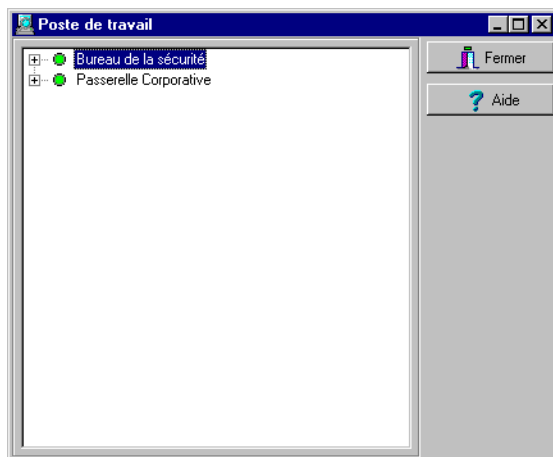 Poste de travail
Bureau de la sécurité
Passerelle Corporative
Fermer
Aide